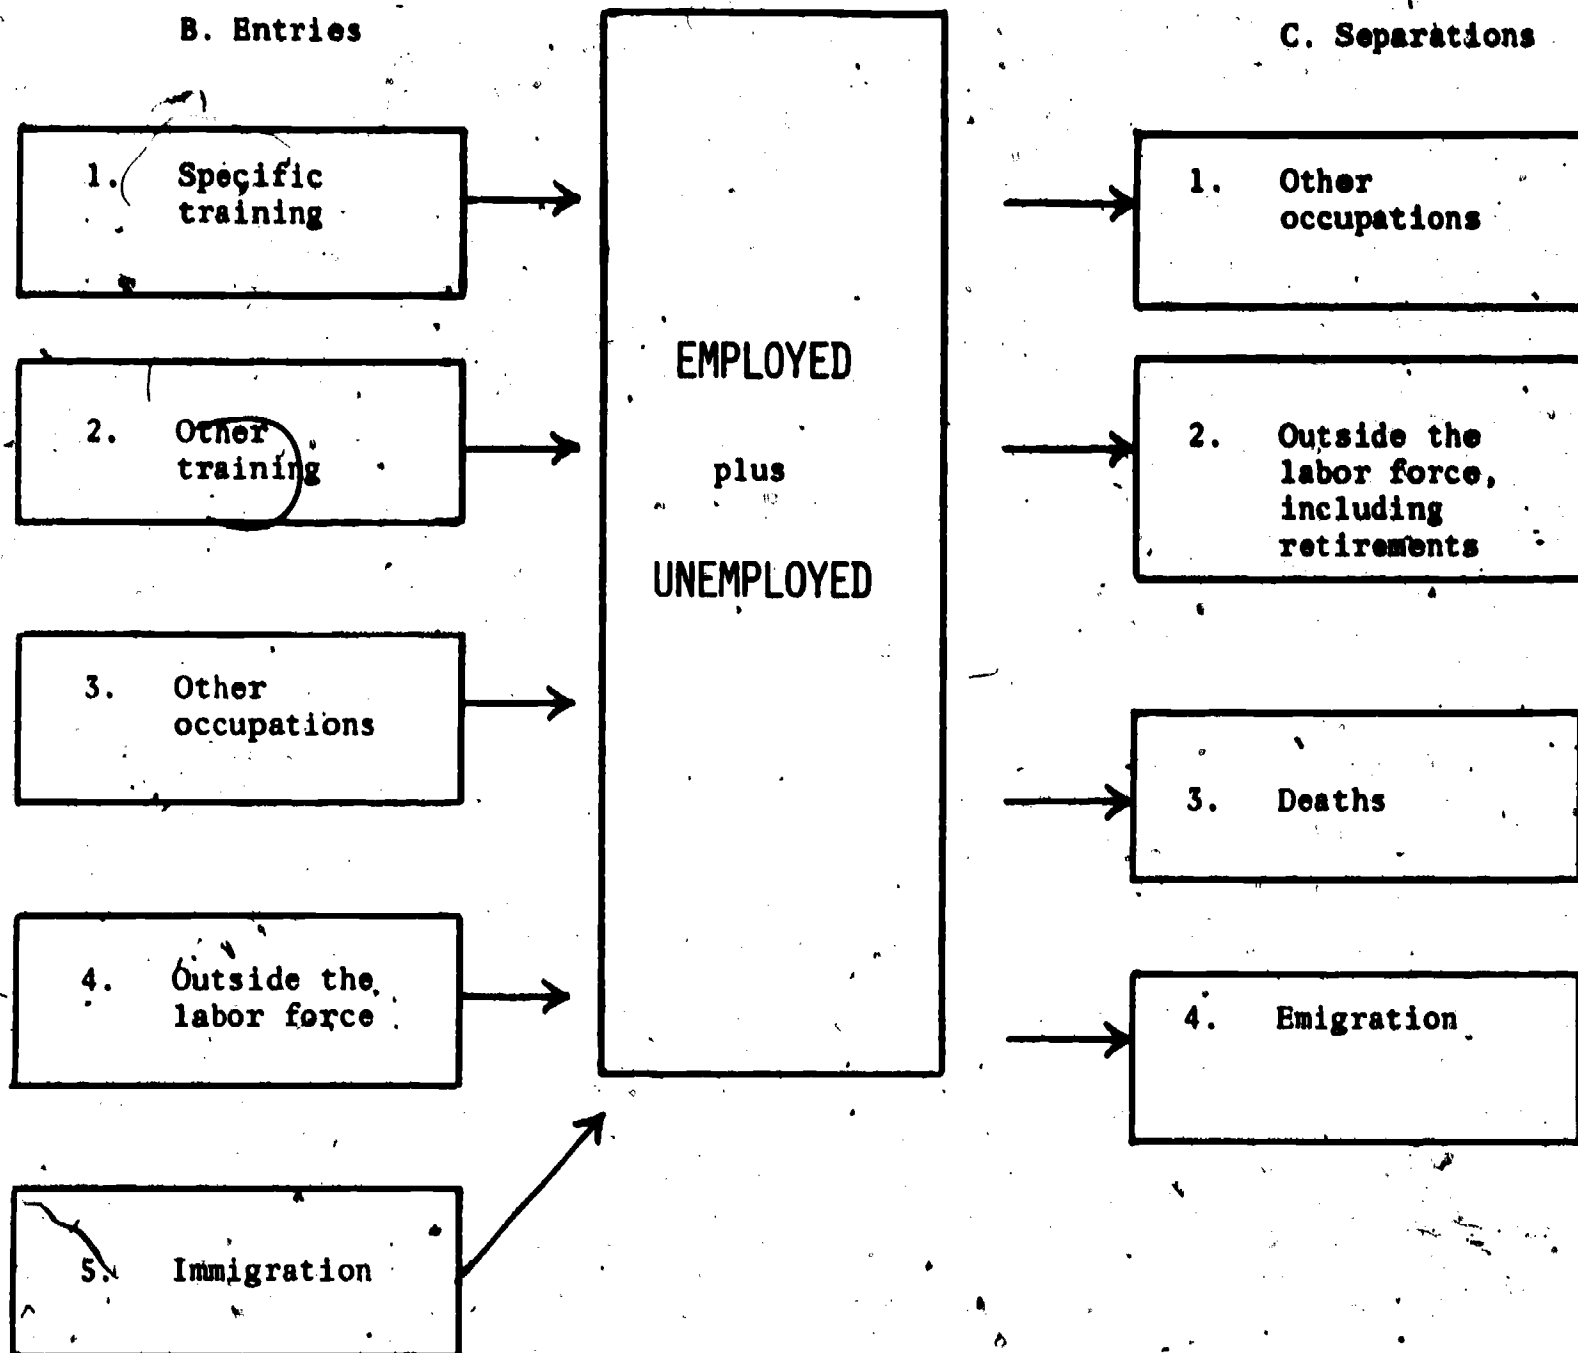 B. Entries
1. Specific
training
2. Other
training
3. Other
occupations
4. Outside the
labor force
5. Immigration
EMPLOYED
plus
UNEMPLOYED
C. Separations
1. Other
occupations
2. Outside the
labor force,
including
retirements
3. Deaths
4. Emigration